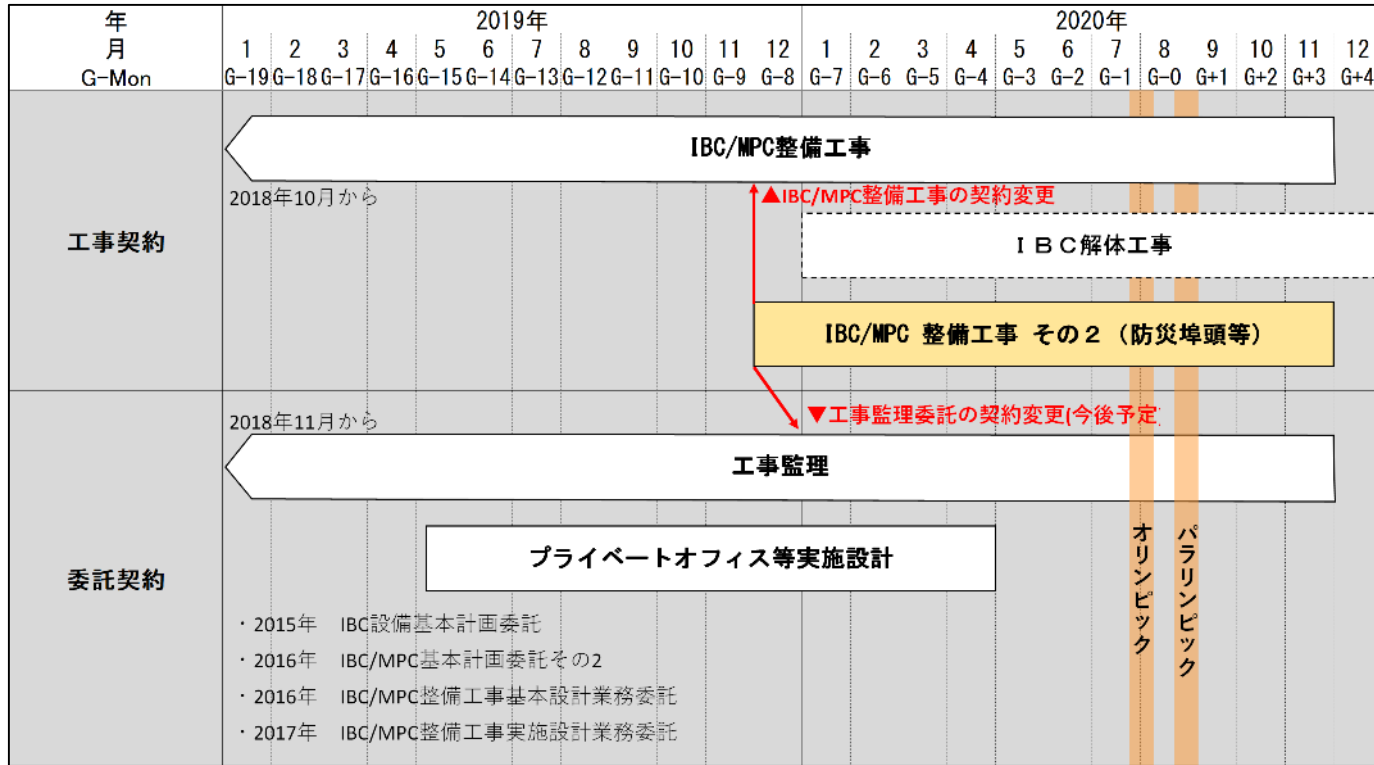 年 2019年 2020年
月 1 2 3 4 5 6 7 8 9 10 11 12 1 2 3 4 5 6 7 8 9 10 11 12
G-Mon G-19 G-18 G-17 G-16 G-15 G-14 G-13 G-12 G-11 G-10 G-9 G-8 G-7 G-6 G-5 G-4 G-3 G-2 G-1 G-0 G+1 G+2 G+3 G+4
IBC/MPC整備工事
2018年10月から
▲IBC/MPC整備工事の契約変更
工事契約
IBC解体工事
IBC/MPC 整備工事 その2（防災埠頭等）
2018年11月から
▼工事監理委託の契約変更(今後予定
工事監理
プライベートオフィス等実施設計
オリンピック
パラリンピック
委託契約
・2015年 IBC設備基本計画委託
・2016年 IBC/MPC基本計画委託その2
・2016年 IBC/MPC整備工事基本設計業務委託
・2017年 IBC/MPC整備工事実施設計業務委託